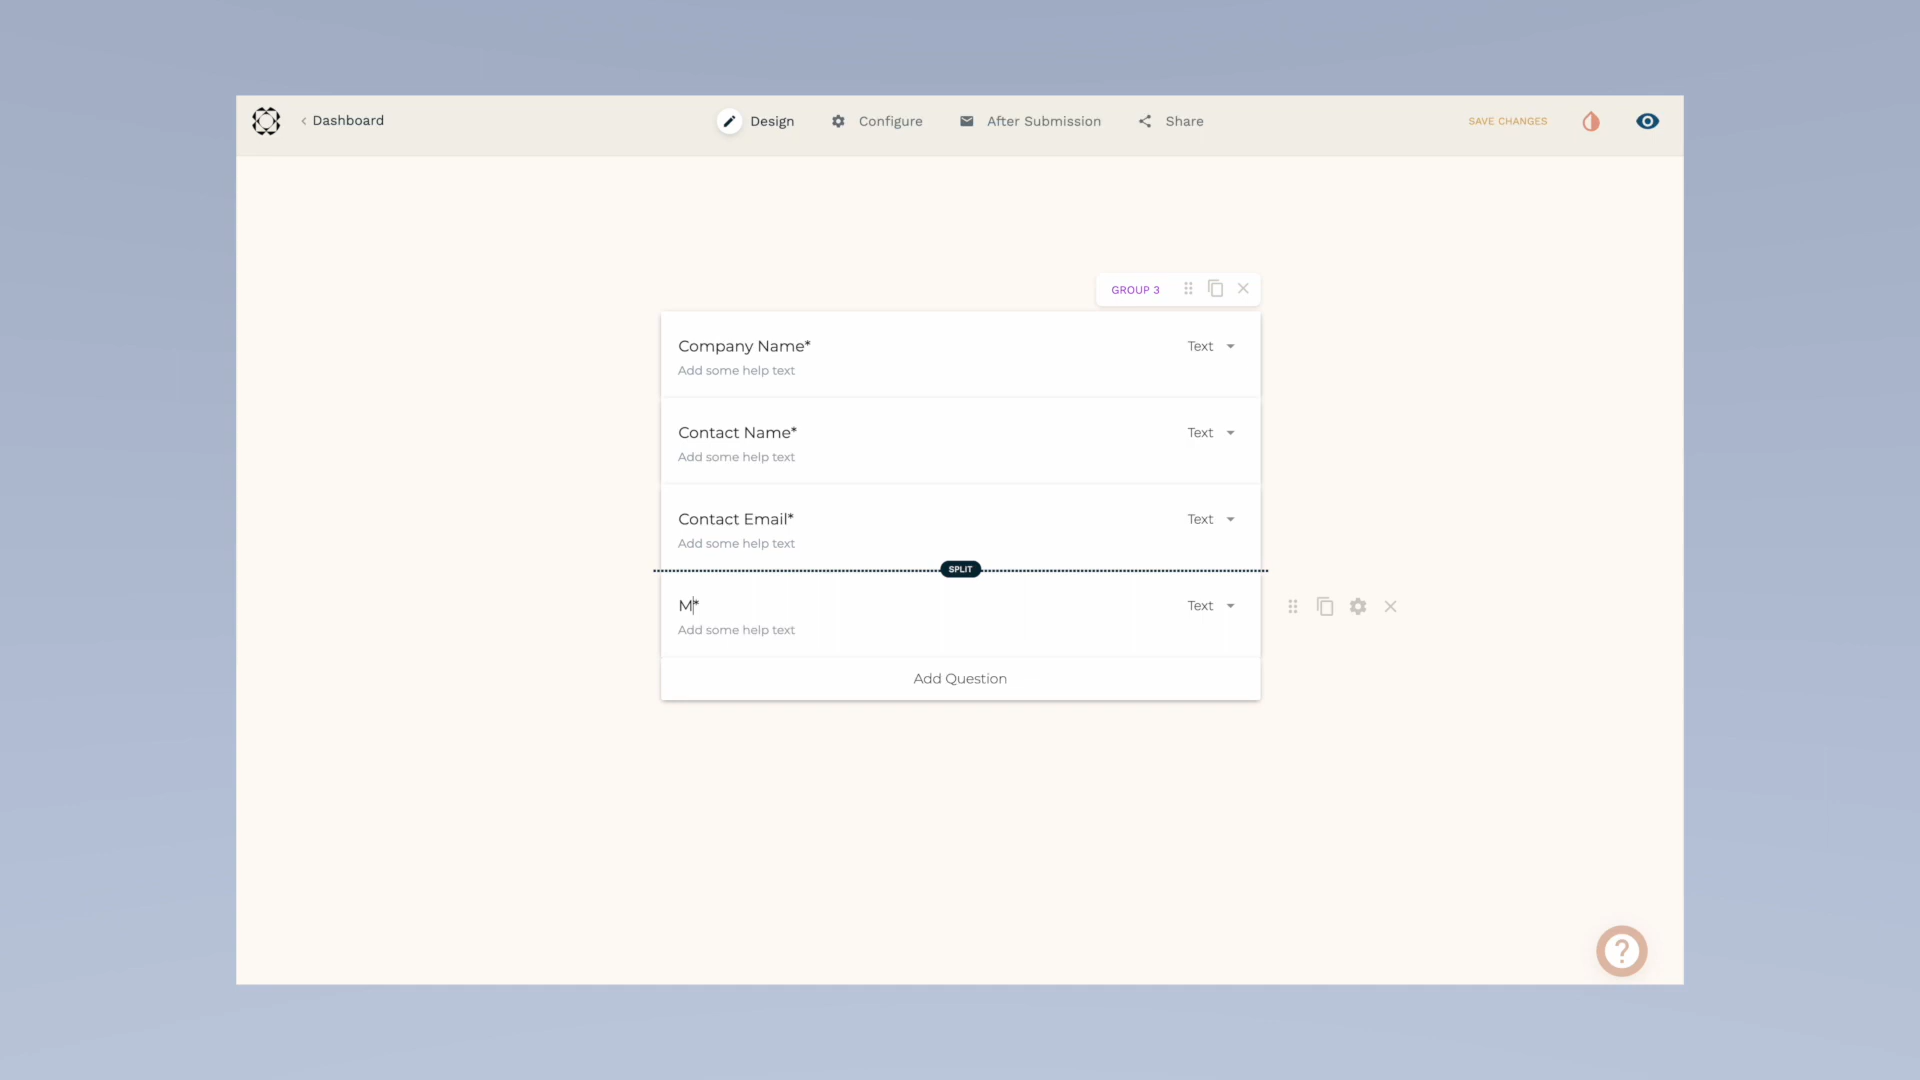 Dashboard
Design
Configure
After Submission
Share
SAVE CHANGES
GROUP 3
Company Name*
Text
Add some help text
Contact Name*
Text
Add some help text
Contact Email*
Text
Add some help text
SPLIT
M*
Text
Add some help text
Add Question
?